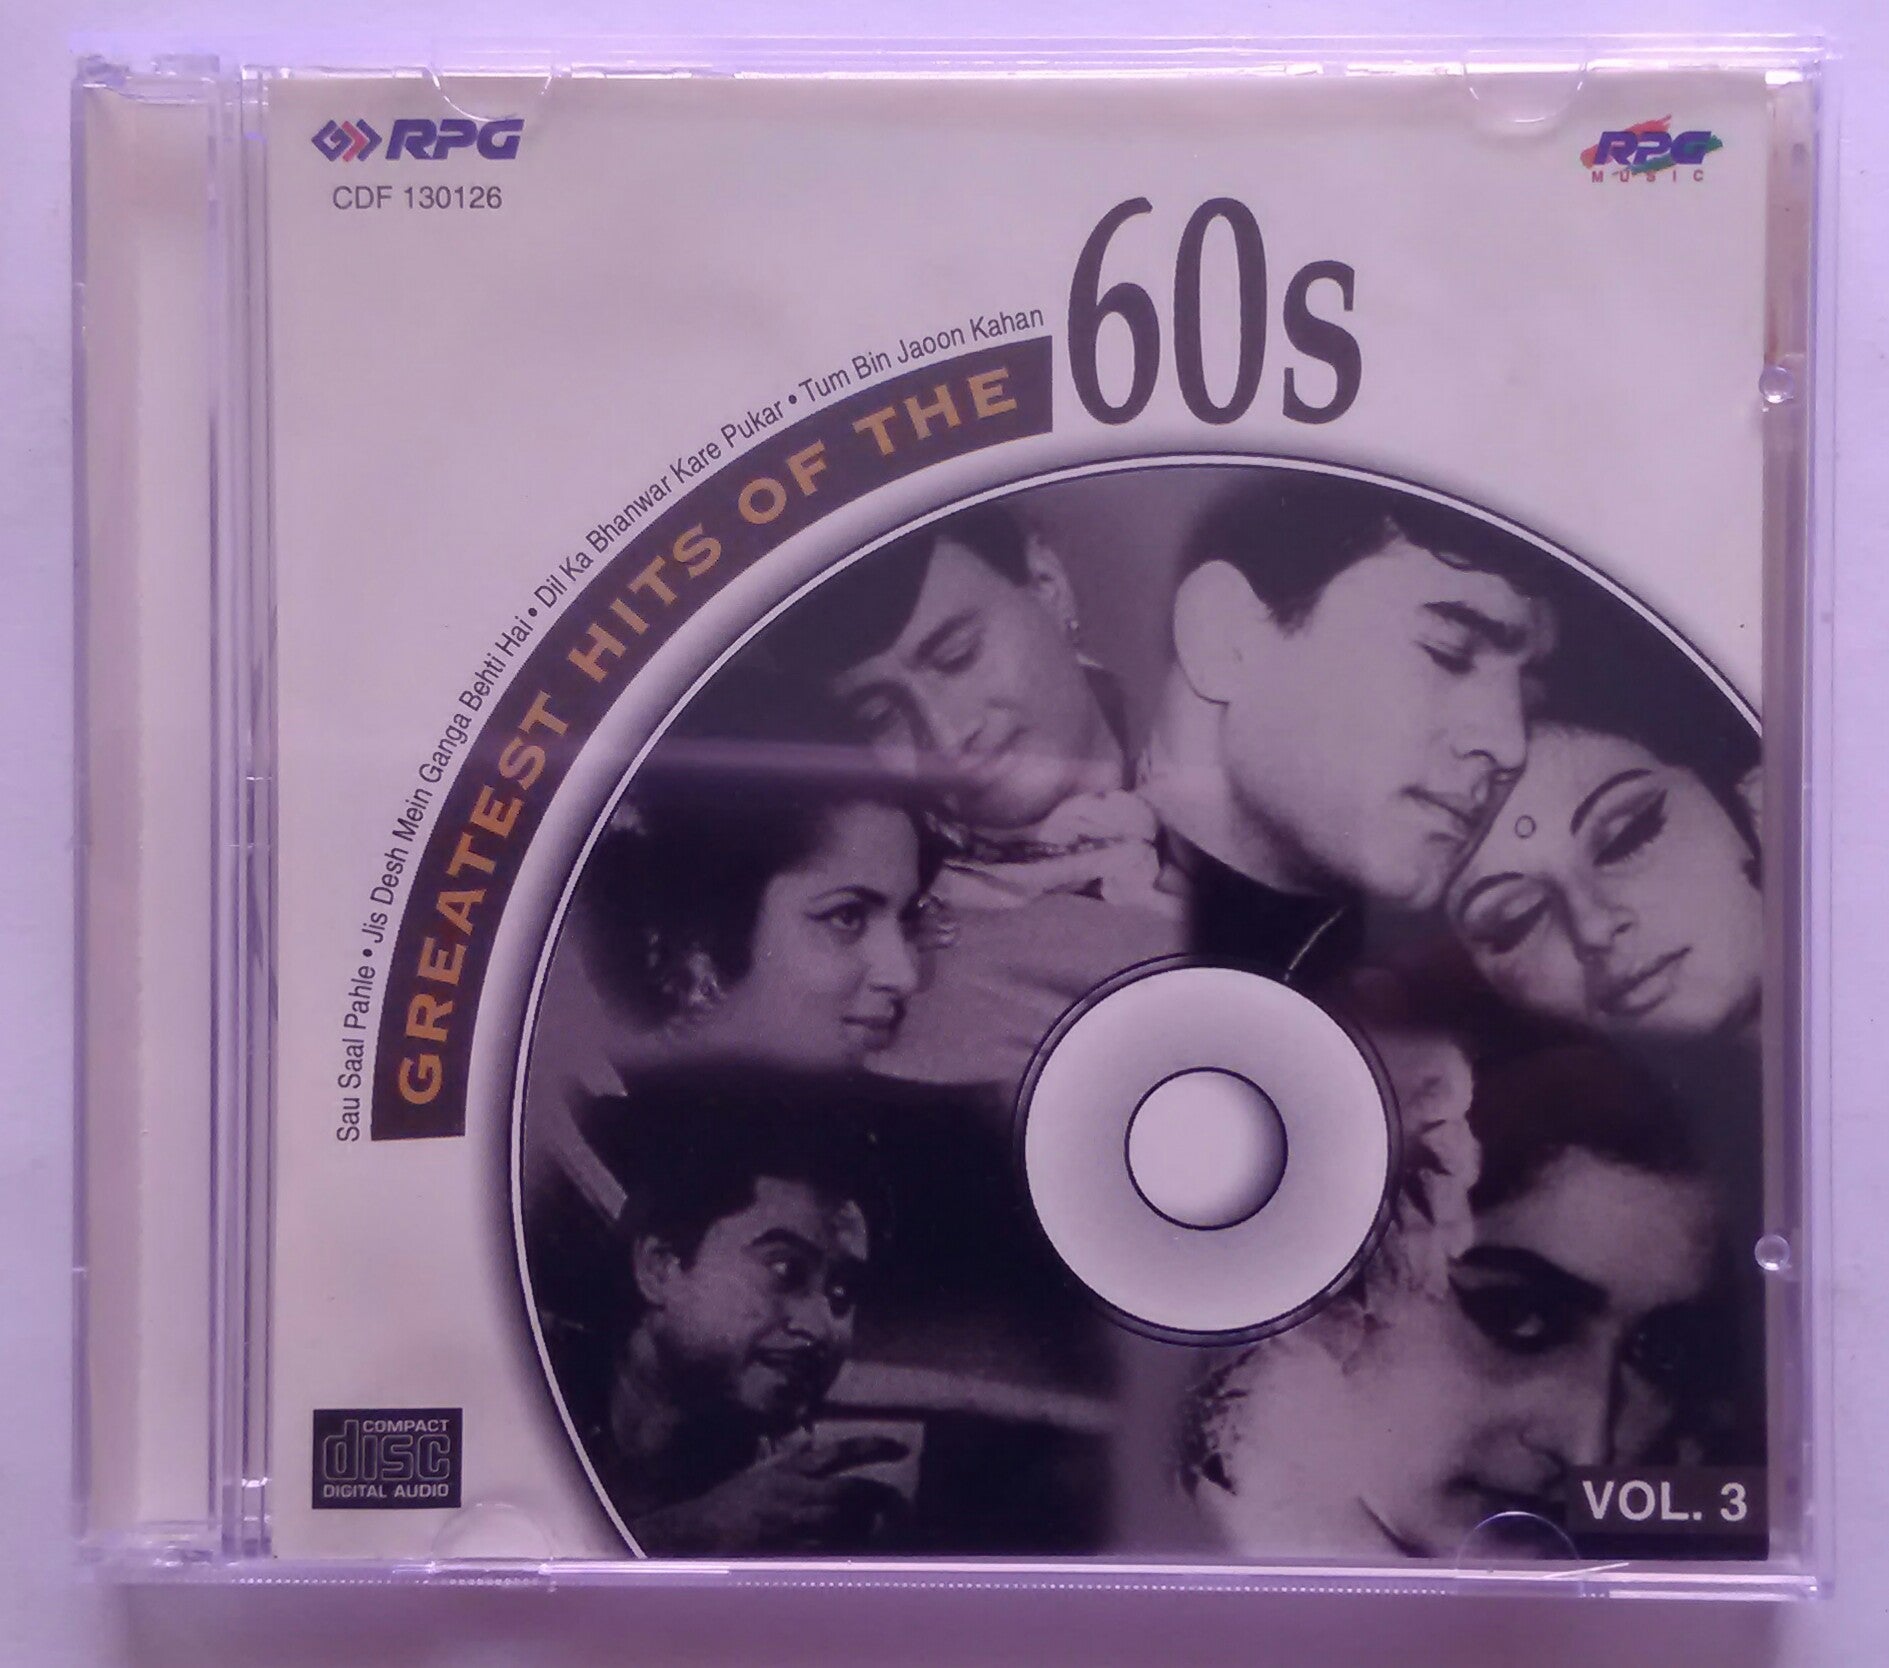 RPG
CDF 130126
RPG
MUSIC
60s
Sau Saal Pahle • Jis Desh Mein Ganga Behti Hai • Dil Ka Bhanwar Kare Pukar • Tum Bin Jaoon Kahan
GREATEST HITS OF THE
COMPACT
disc
DIGITAL AUDIO
VOL. 3